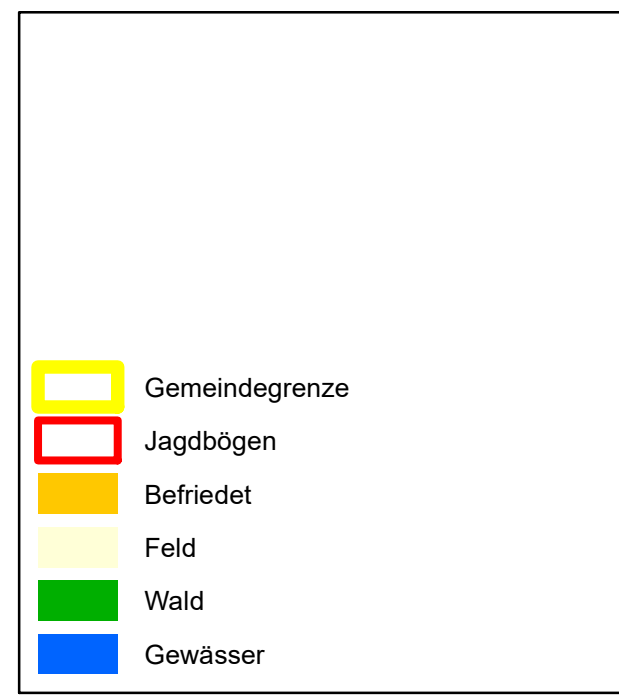 Gemeindegrenze
Jagdbögen
Befriedet
Feld
Wald
Gewässer